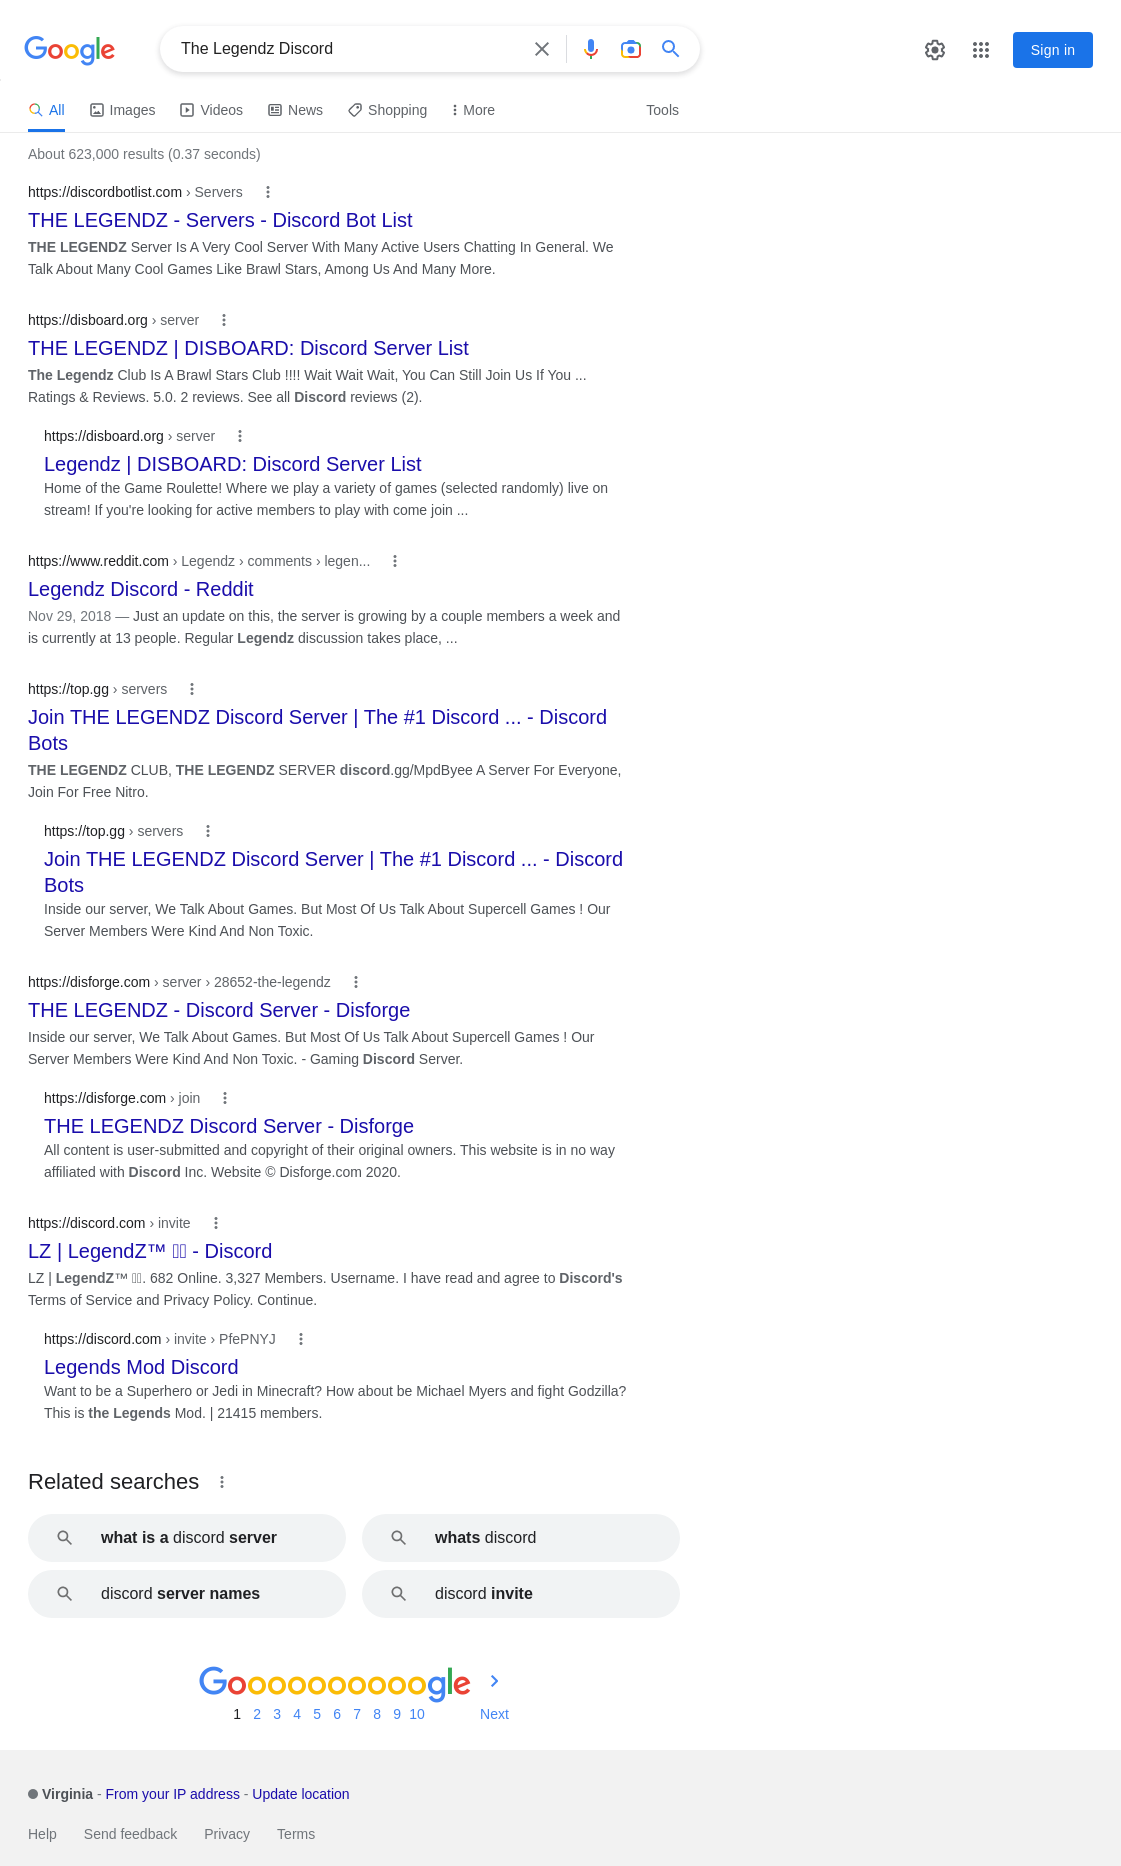 Google
The Legendz Discord
Sign in
All
Images
Videos
News
Shopping
More
Tools
About 623,000 results (0.37 seconds)
https://discordbotlist.com › Servers
THE LEGENDZ - Servers - Discord Bot List
THE LEGENDZ Server Is A Very Cool Server With Many Active Users Chatting In General. We
Talk About Many Cool Games Like Brawl Stars, Among Us And Many More.
https://disboard.org › server
THE LEGENDZ | DISBOARD: Discord Server List
The Legendz Club Is A Brawl Stars Club !!!! Wait Wait Wait, You Can Still Join Us If You ...
Ratings & Reviews. 5.0. 2 reviews. See all Discord reviews (2).
https://disboard.org › server
Legendz | DISBOARD: Discord Server List
Home of the Game Roulette! Where we play a variety of games (selected randomly) live on
stream! If you're looking for active members to play with come join ...
https://www.reddit.com › Legendz › comments › legen...
Legendz Discord - Reddit
Nov 29, 2018 — Just an update on this, the server is growing by a couple members a week and
is currently at 13 people. Regular Legendz discussion takes place, ...
https://top.gg › servers
Join THE LEGENDZ Discord Server | The #1 Discord ... - Discord
Bots
THE LEGENDZ CLUB, THE LEGENDZ SERVER discord.gg/MpdByee A Server For Everyone,
Join For Free Nitro.
https://top.gg › servers
Join THE LEGENDZ Discord Server | The #1 Discord ... - Discord
Bots
Inside our server, We Talk About Games. But Most Of Us Talk About Supercell Games ! Our
Server Members Were Kind And Non Toxic.
https://disforge.com › server › 28652-the-legendz
THE LEGENDZ - Discord Server - Disforge
Inside our server, We Talk About Games. But Most Of Us Talk About Supercell Games ! Our
Server Members Were Kind And Non Toxic. - Gaming Discord Server.
https://disforge.com › join
THE LEGENDZ Discord Server - Disforge
All content is user-submitted and copyright of their original owners. This website is in no way
affiliated with Discord Inc. Website © Disforge.com 2020.
https://discord.com › invite
LZ | LegendZ™ - Discord
LZ | LegendZ™ . 682 Online. 3,327 Members. Username. I have read and agree to Discord's
Terms of Service and Privacy Policy. Continue.
https://discord.com › invite › PfePNYJ
Legends Mod Discord
Want to be a Superhero or Jedi in Minecraft? How about be Michael Myers and fight Godzilla?
This is the Legends Mod. | 21415 members.
Related searches
what is a discord server
whats discord
discord server names
discord invite
Goooooooooogle
1 2 3 4 5 6 7 8 9 10 Next
Virginia - From your IP address - Update location
Help Send feedback Privacy Terms